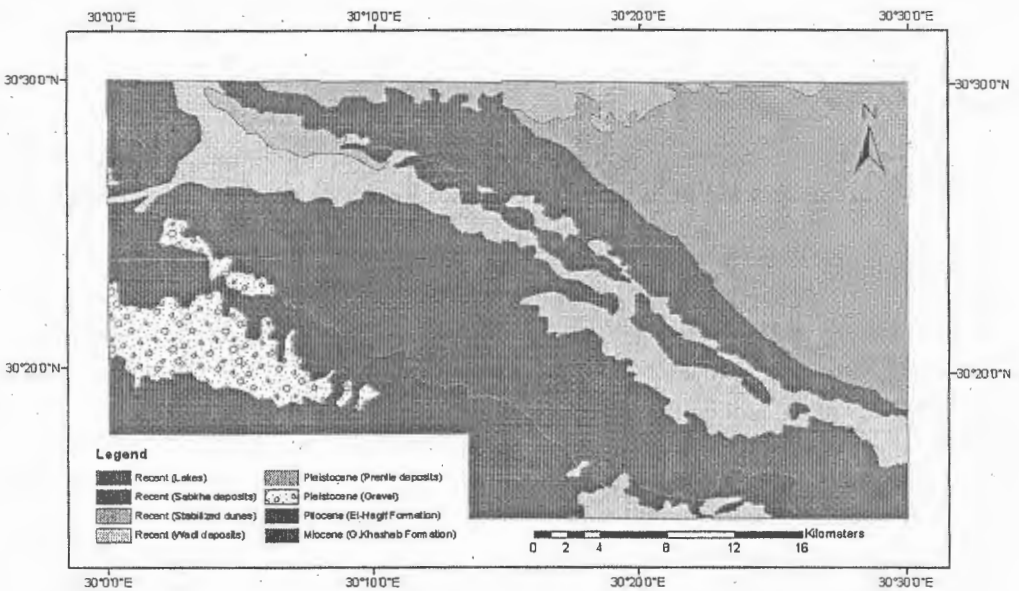 30°0'0"E 30°10'0"E 30°20'0"E 30°30'0"E
30°30'0"N 30°30'0"N
N
30°20'0"N 30°20'0"N
Legend
Recent (Lakes) Pleistocene (Prenile deposits)
Recent (Sabkha deposits) Pleistocene (Gravel)
Recent (Stabilized dunes) Pliocene (El-Hagif Formation)
Recent (Wadi deposits) Miocene (G.Khashab Formation)
Kilometers
0 2 4 8 12 16
30°0'0"E 30°10'0"E 30°20'0"E 30°30'0"E